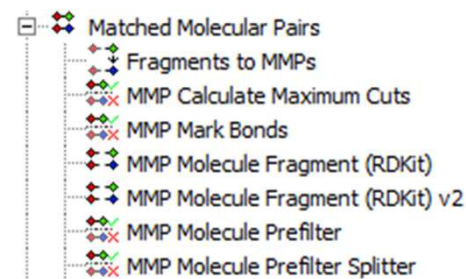 Matched Molecular Pairs
Fragments to MMPs
MMP Calculate Maximum Cuts
MMP Mark Bonds
MMP Molecule Fragment (RDKit)
MMP Molecule Fragment (RDKit) v2
MMP Molecule Prefilter
MMP Molecule Prefilter Splitter